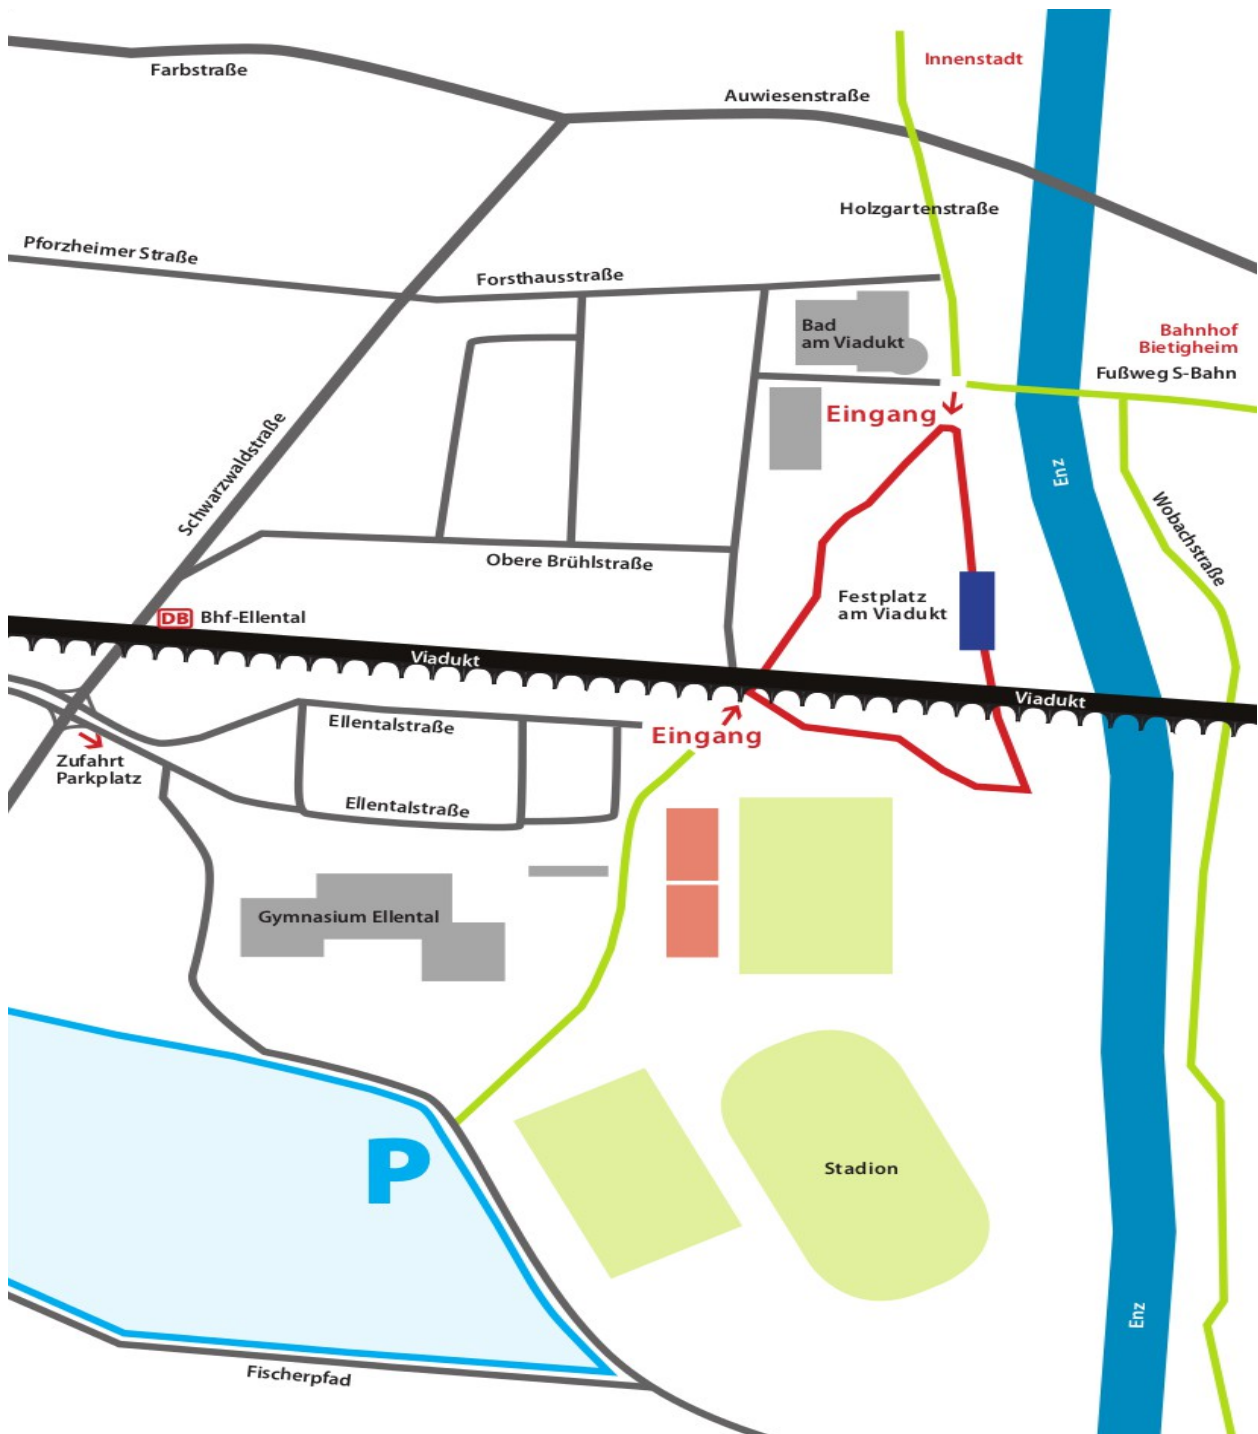 Innenstadt
Farbstraße
Auwiesenstraße
Holzgartenstraße
Pforzheimer Straße
Forsthausstraße
Bad
am Viadukt
Bahnhof
Bietigheim
Fußweg S-Bahn
Eingang
Schwarzwaldstraße
Enz
Wobachstraße
Obere Brühlstraße
Festplatz
am Viadukt
DB Bhf-Ellental
Viadukt
Viadukt
Ellentalstraße
Eingang
Zufahrt
Parkplatz
Ellentalstraße
Gymnasium Ellental
P
Stadion
Enz
Fischerpfad